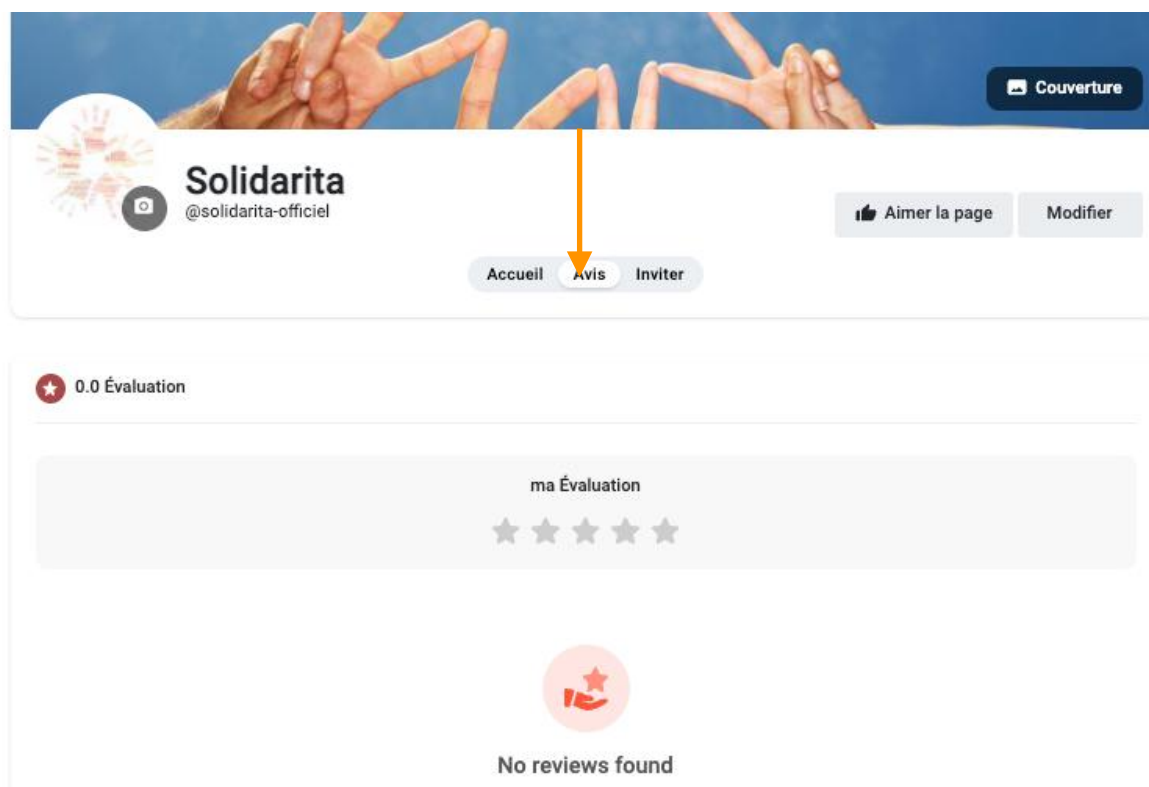 Couverture
Solidarita
@solidarita-officiel
Aimer la page
Modifier
Accueil
Avis
Inviter
0.0 Évaluation
ma Évaluation
No reviews found